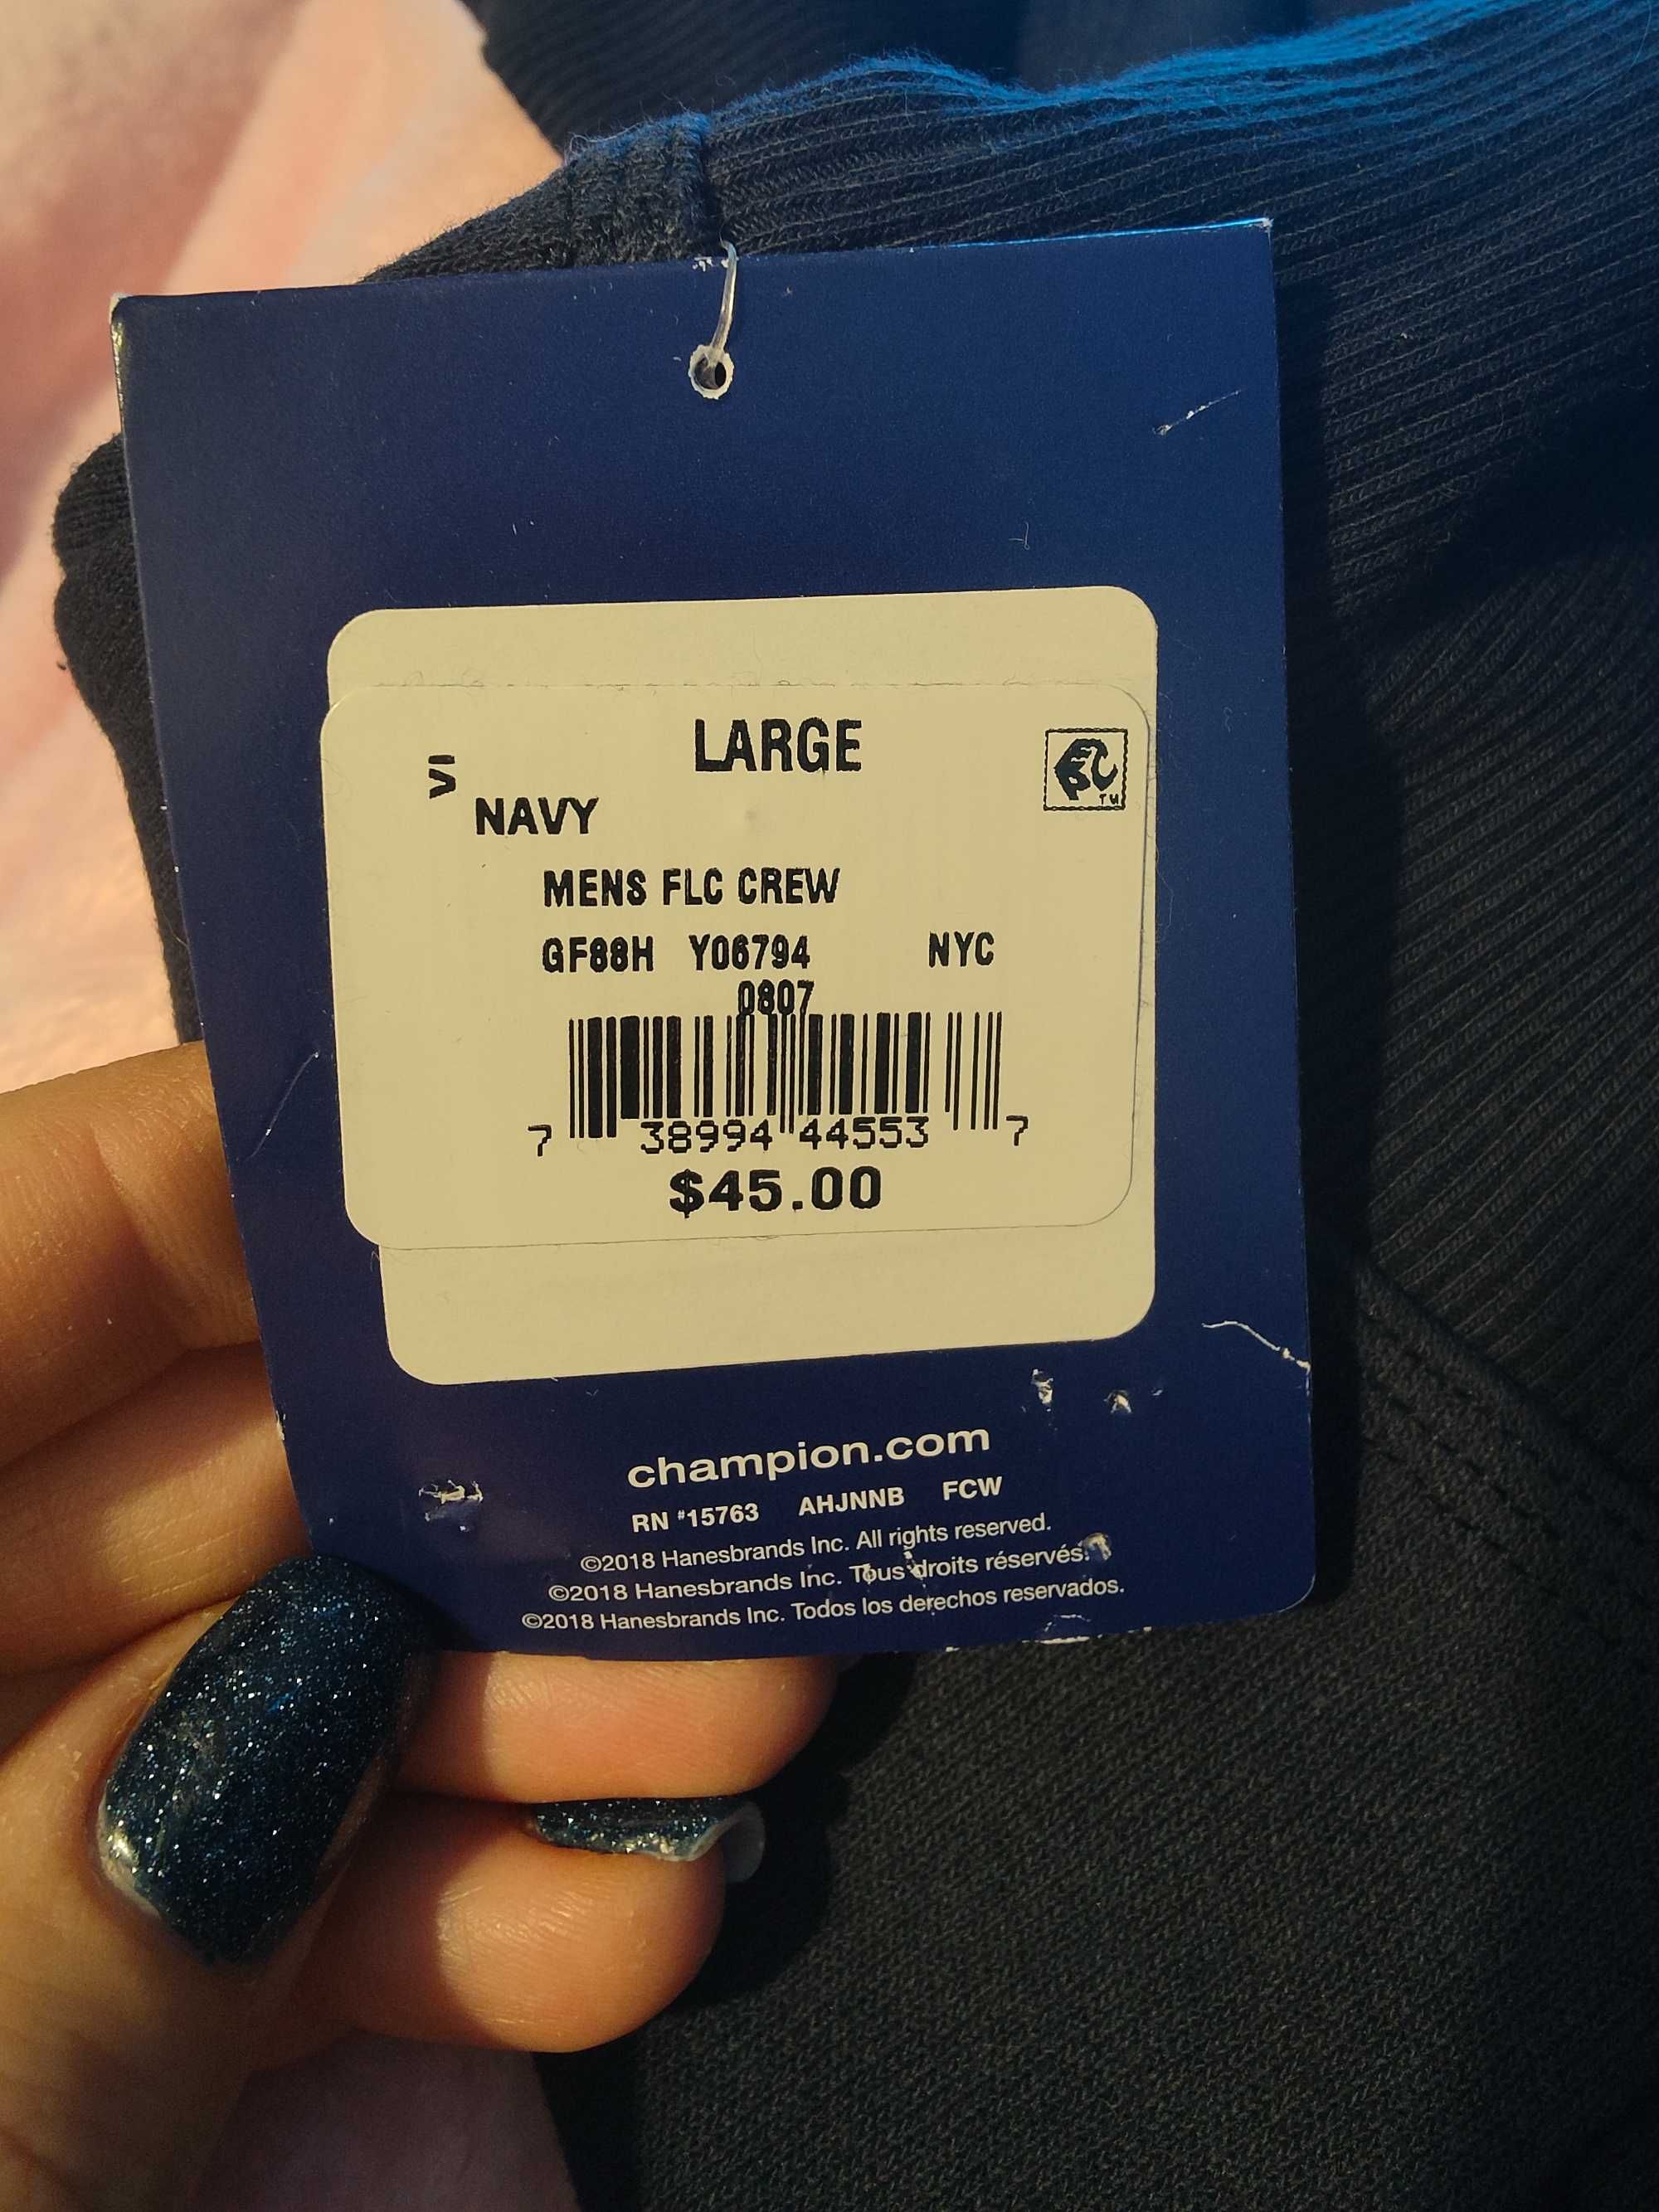 LARGE
VI
NAVY
MENS FLC CREW
GF88H Y06794 NYC
0807
7 38994 44553 7
$45.00
champion.com
RN #15763 AHJNNB FCW
©2018 Hanesbrands Inc. All rights reserved.
©2018 Hanesbrands Inc. Tous droits réservés.
©2018 Hanesbrands Inc. Todos los derechos reservados.